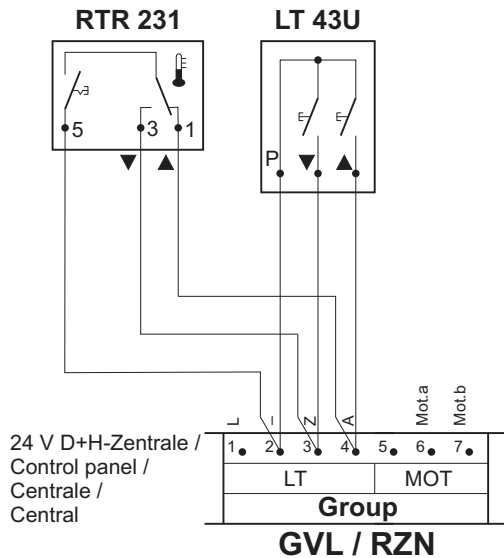 RTR 231 LT 43U
5 3 1
▼ ▲
P ▼ ▲
L – Z A Mot.a Mot.b
1 2 3 4 5 6 7
LT MOT
Group
24 V D+H-Zentrale /
Control panel /
Centrale /
Central
GVL / RZN